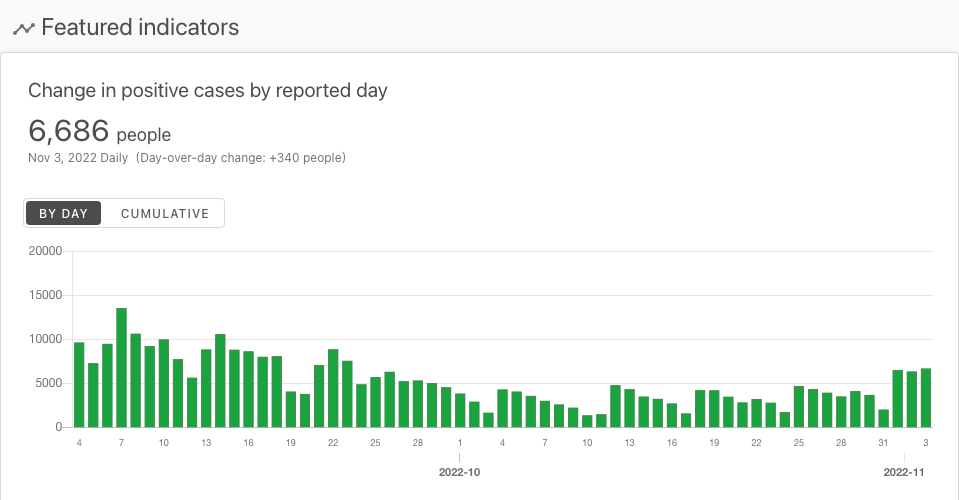 Featured indicators
Change in positive cases by reported day
6,686 people
Nov 3, 2022 Daily (Day-over-day change: +340 people)
BY DAY CUMULATIVE
20000
15000
10000
5000
0
4 7 10 13 16 19 22 25 28 1 4 7 10 13 16 19 22 25 28 31 3
2022-10 2022-11